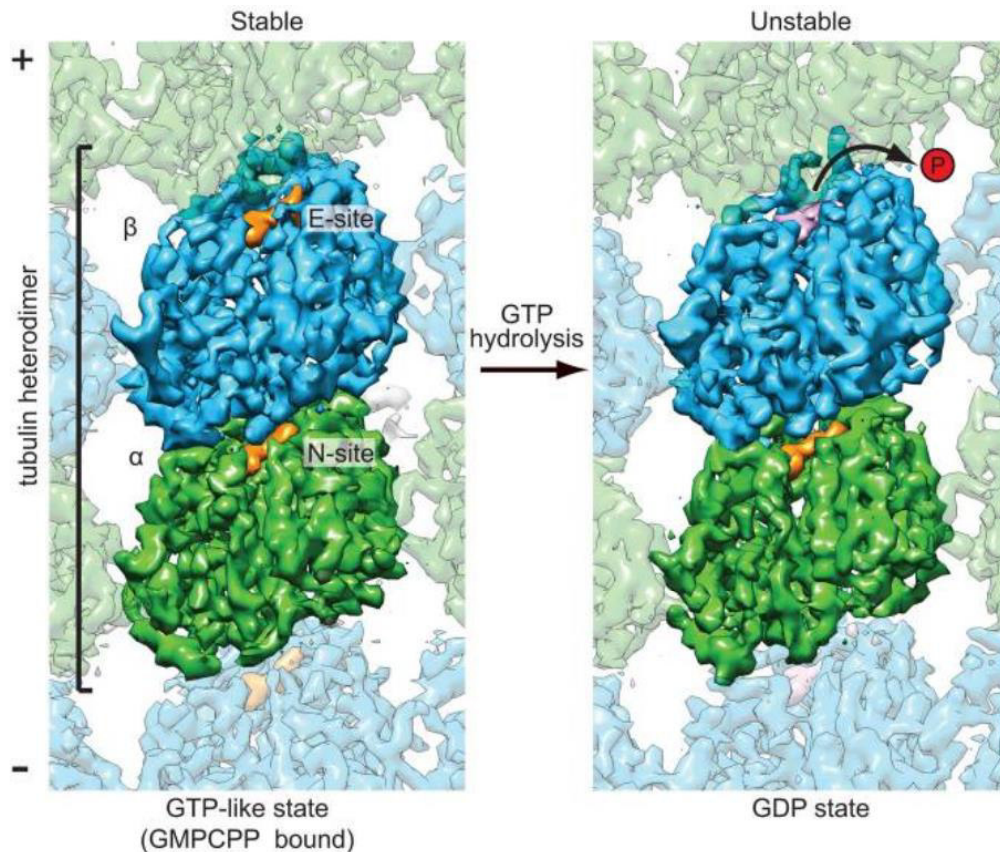 Stable
Unstable
+
P
β
E-site
tubulin heterodimer
GTP
hydrolysis
α
N-site
-
GTP-like state
(GMPCPP bound)
GDP state